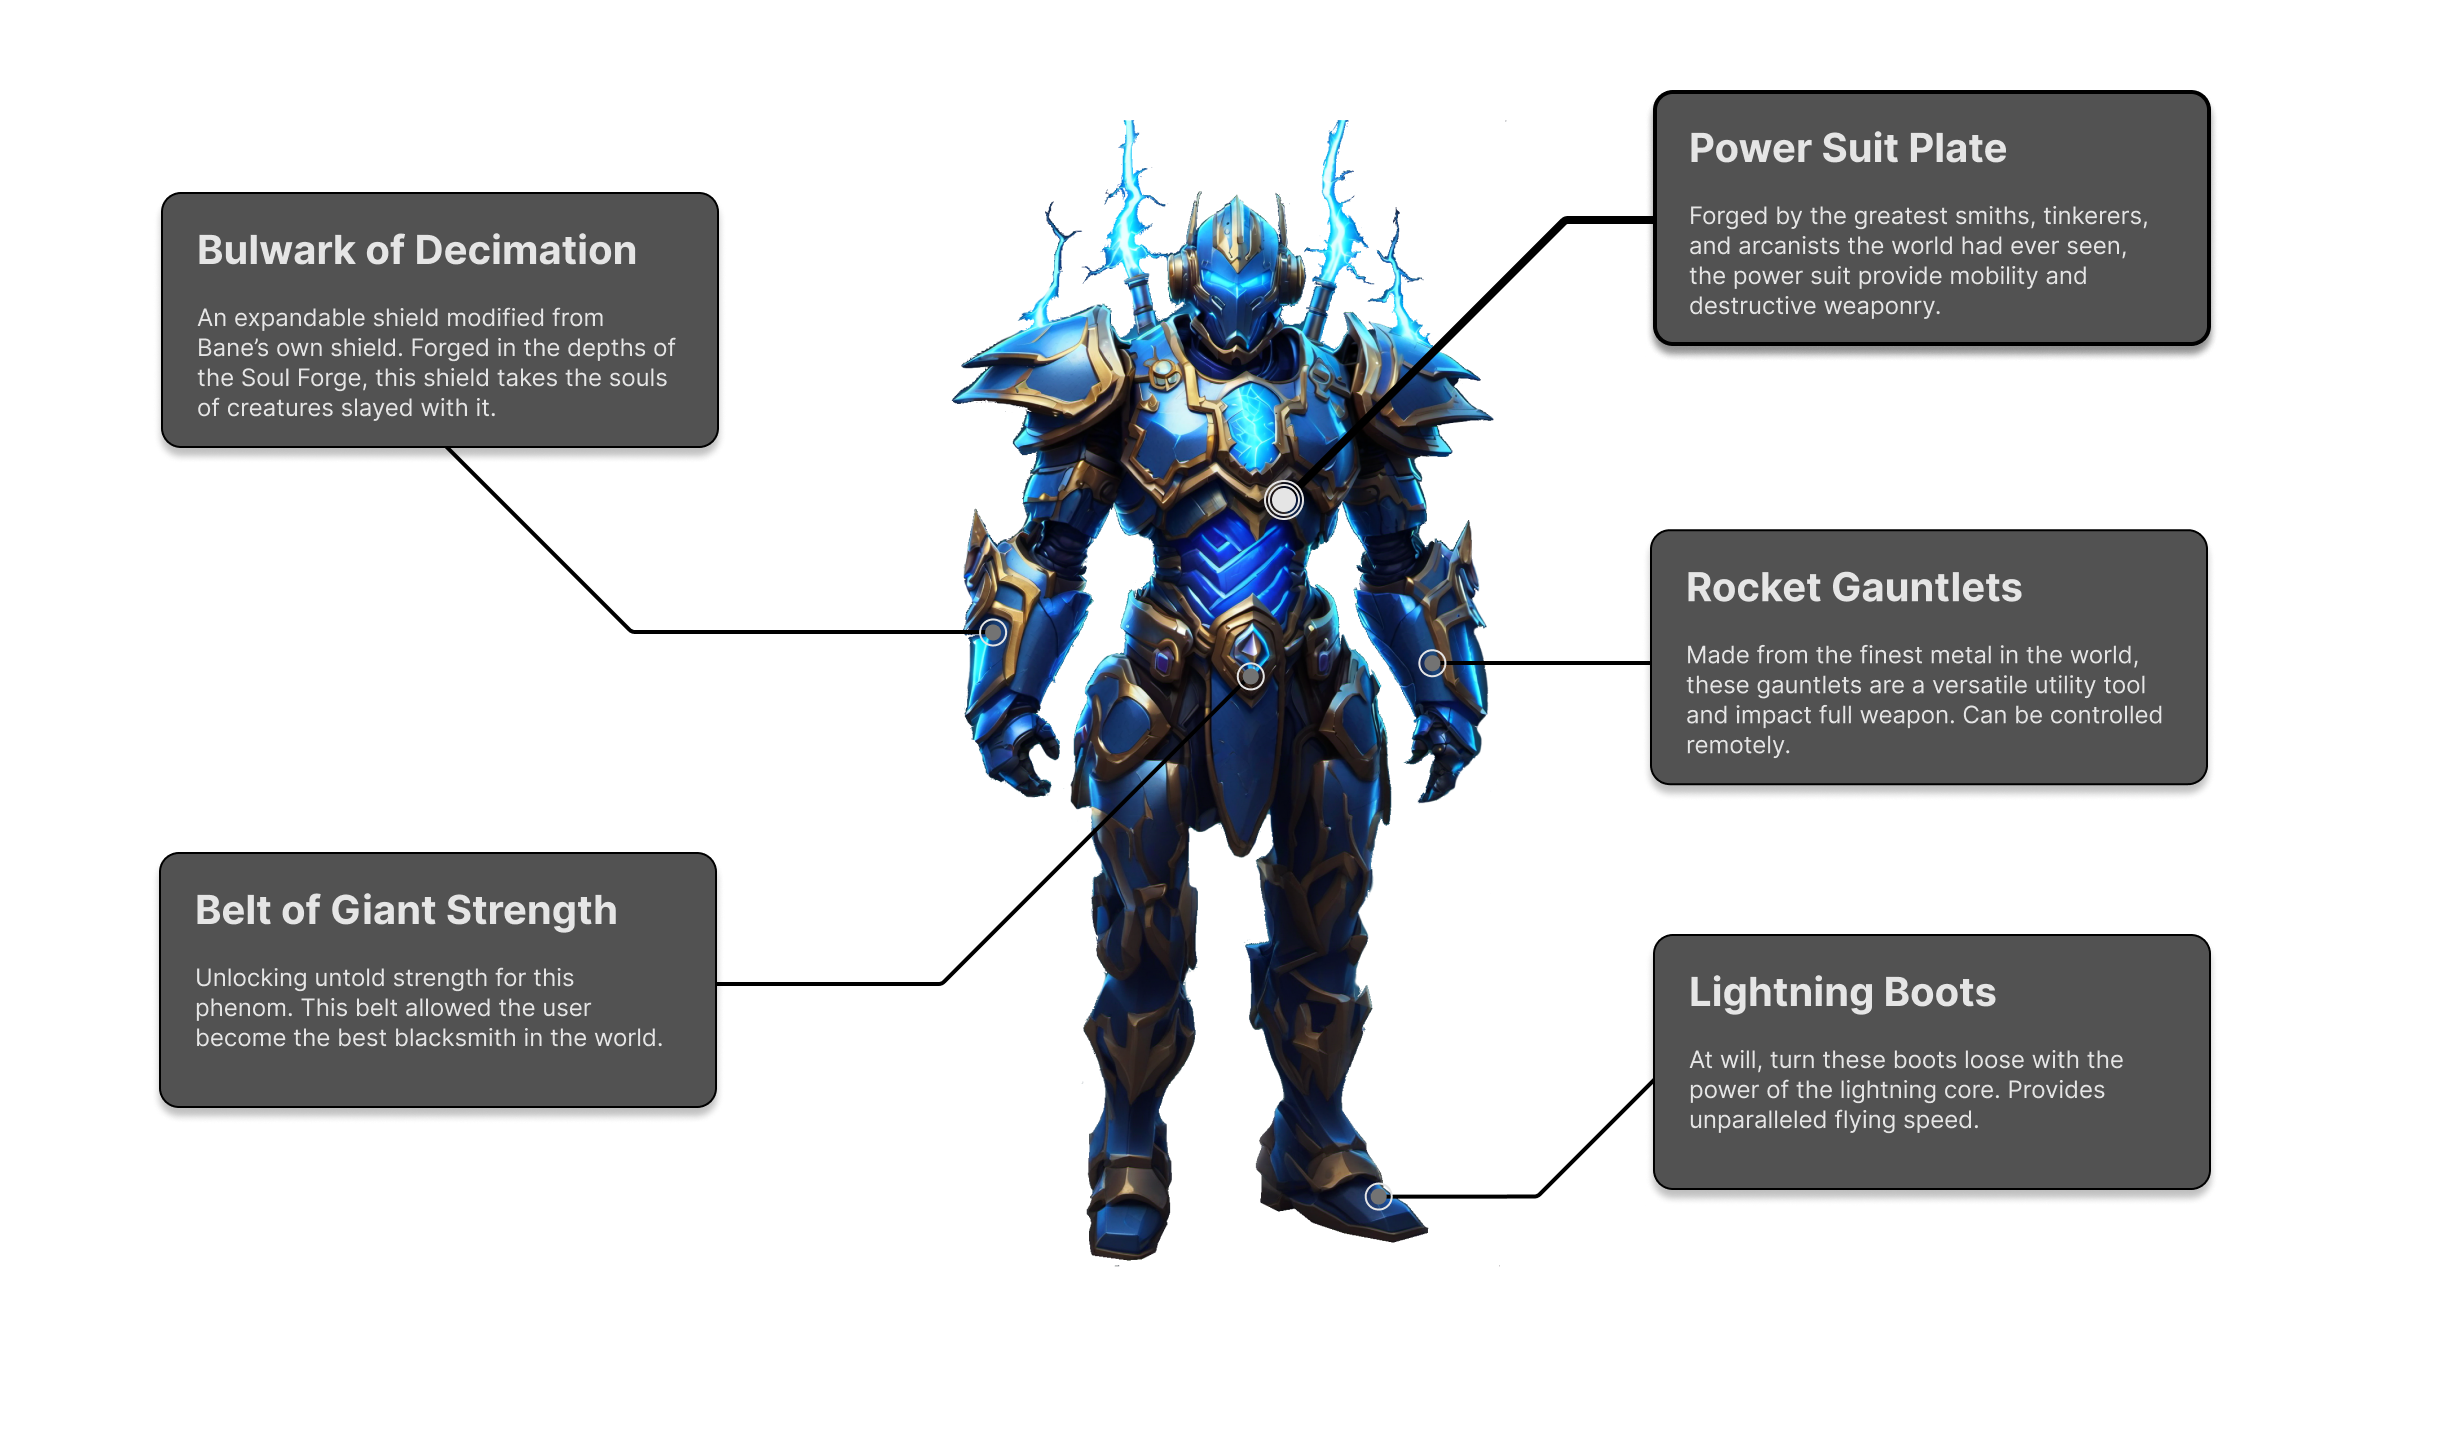 Bulwark of Decimation
An expandable shield modified from
Bane’s own shield. Forged in the depths of
the Soul Forge, this shield takes the souls
of creatures slayed with it.
Belt of Giant Strength
Unlocking untold strength for this
phenom. This belt allowed the user
become the best blacksmith in the world.
Power Suit Plate
Forged by the greatest smiths, tinkerers,
and arcanists the world had ever seen,
the power suit provide mobility and
destructive weaponry.
Rocket Gauntlets
Made from the finest metal in the world,
these gauntlets are a versatile utility tool
and impact full weapon. Can be controlled
remotely.
Lightning Boots
At will, turn these boots loose with the
power of the lightning core. Provides
unparalleled flying speed.